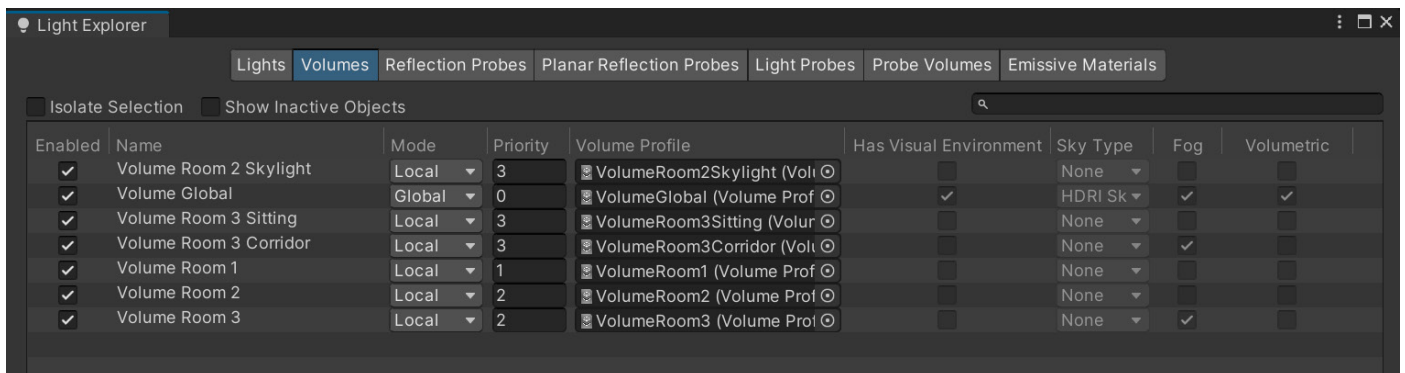 Light Explorer
Lights Volumes Reflection Probes Planar Reflection Probes Light Probes Probe Volumes Emissive Materials
Isolate Selection Show Inactive Objects
Enabled Name Mode Priority Volume Profile Has Visual Environment Sky Type Fog Volumetric
Volume Room 2 Skylight Local 3 VolumeRoom2Skylight (Volu None
Volume Global Global 0 VolumeGlobal (Volume Prof HDRI Sk
Volume Room 3 Sitting Local 3 VolumeRoom3Sitting (Volum None
Volume Room 3 Corridor Local 3 VolumeRoom3Corridor (Volu None
Volume Room 1 Local 1 VolumeRoom1 (Volume Prof None
Volume Room 2 Local 2 VolumeRoom2 (Volume Prof None
Volume Room 3 Local 2 VolumeRoom3 (Volume Prof None